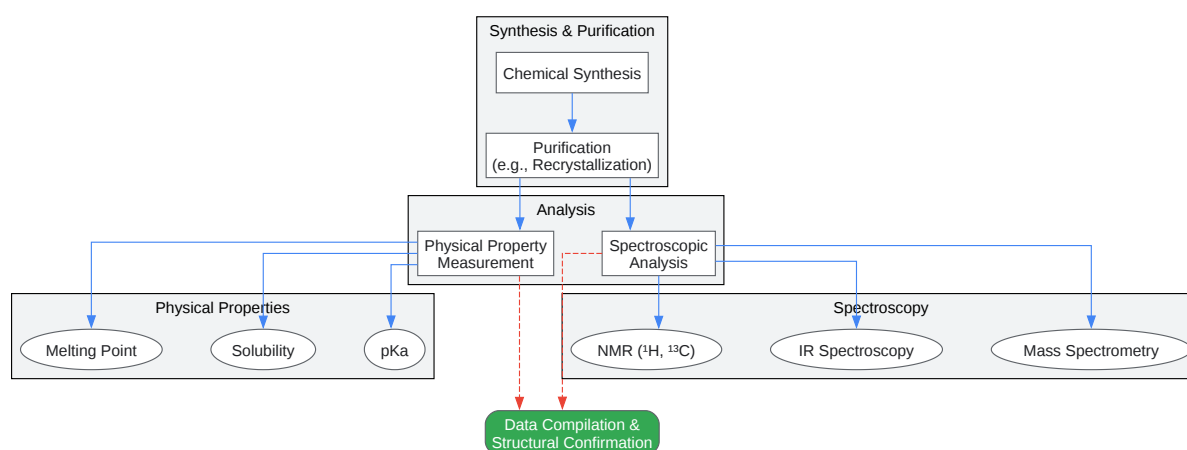 Synthesis & Purification
Chemical Synthesis
Purification
(e.g., Recrystallization)
Analysis
Physical Property
Measurement
Spectroscopic
Analysis
Physical Properties
Spectroscopy
Melting Point
Solubility
pKa
NMR (¹H, ¹³C)
IR Spectroscopy
Mass Spectrometry
Data Compilation &
Structural Confirmation